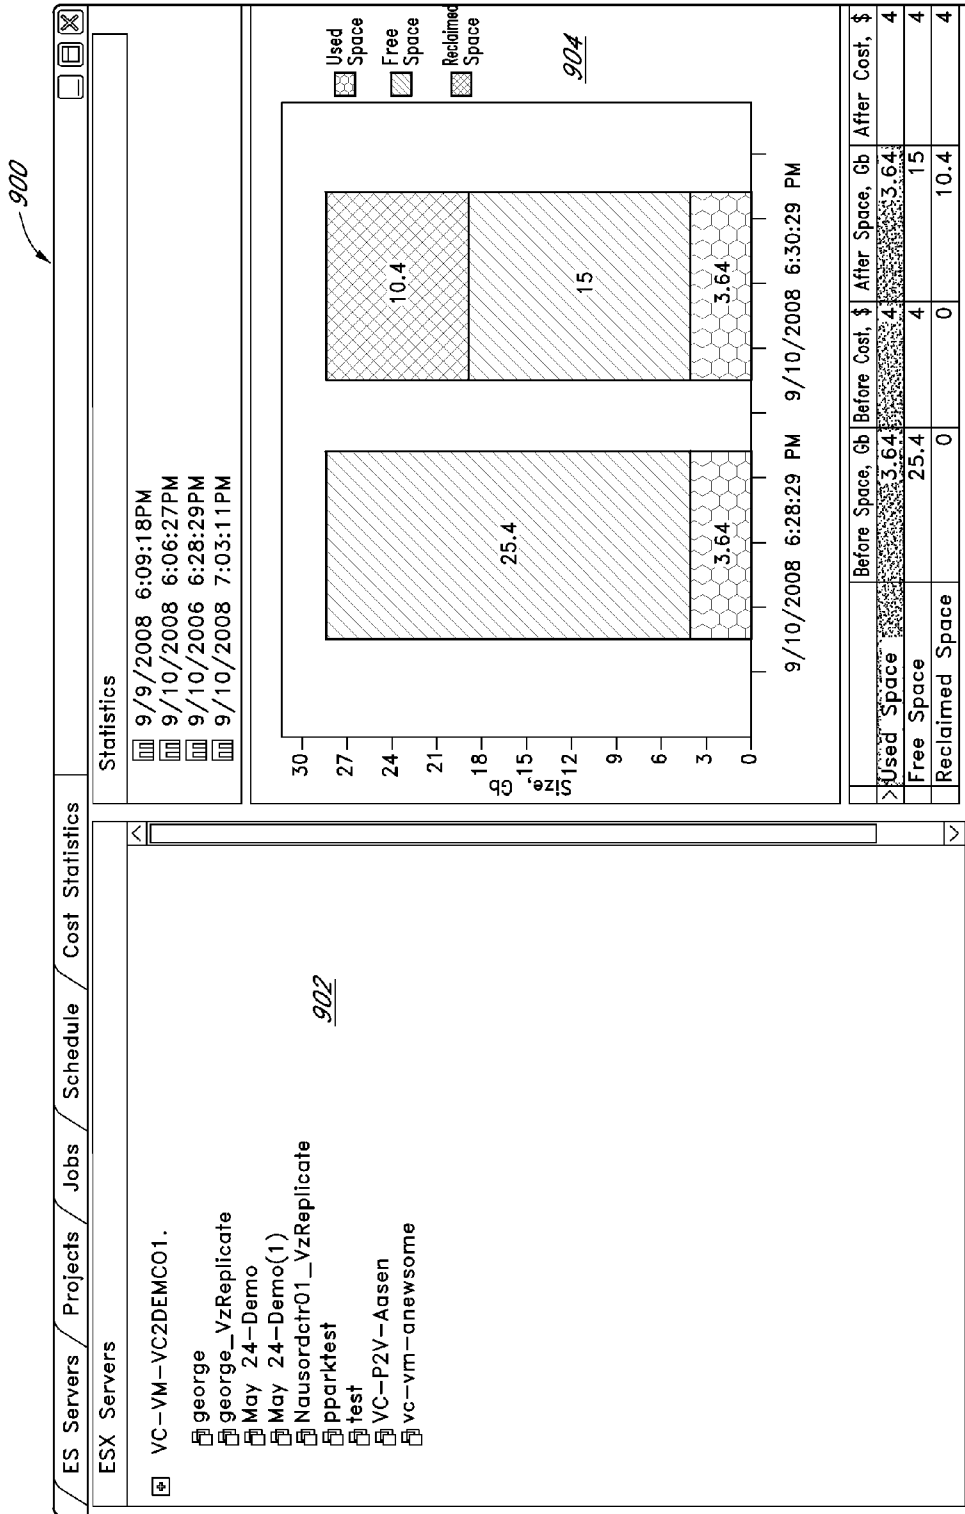 900
ES Servers Projects Jobs Schedule Cost Statistics
ESX Servers
VC-VM-VC2DEMC01.
george
george_VzReplicate
May 24-Demo
May 24-Demo(1)
Nausordctr01_VzReplicate
pparktest
test
VC-P2V-Aasen
vc-vm-anewsome
902
Statistics
9/9/2008 6:09:18PM
9/10/2008 6:06:27PM
9/10/2006 6:28:29PM
9/10/2008 7:03:11PM
Size, Gb
30
27
24
21
18
15
12
9
6
3
0
25.4
3.64
10.4
15
3.64
9/10/2008 6:28:29 PM 9/10/2008 6:30:29 PM
Used Space
Free Space
Reclaimed Space
904
Before Space, Gb Before Cost, $ After Space, Gb After Cost, $
>Used Space 3.64 4 3.64 4
Free Space 25.4 4 15 4
Reclaimed Space 0 0 10.4 4